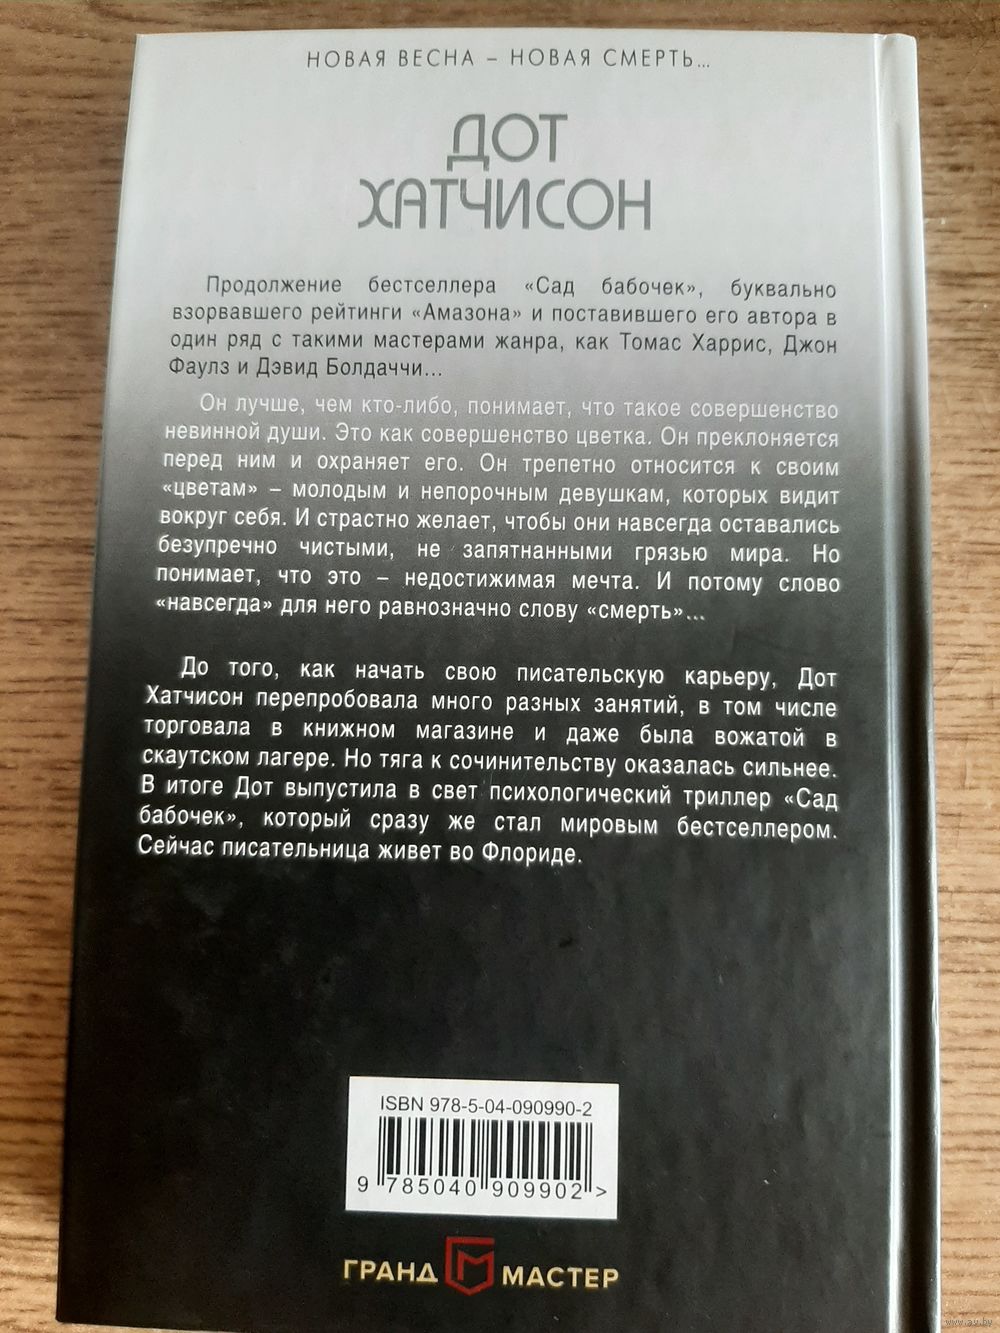 НОВАЯ ВЕСНА – НОВАЯ СМЕРТЬ...
ДОТ
ХАТЧИСОН
Продолжение бестселлера «Сад бабочек», буквально
взорвавшего рейтинги «Амазона» и поставившего его автора в
один ряд с такими мастерами жанра, как Томас Харрис, Джон
Фаулз и Дэвид Болдаччи...
Он лучше, чем кто-либо, понимает, что такое совершенство
невинной души. Это как совершенство цветка. Он преклоняется
перед ним и охраняет его. Он трепетно относится к своим
«цветам» – молодым и непорочным девушкам, которых видит
вокруг себя. И страстно желает, чтобы они навсегда оставались
безупречно чистыми, не запятнанными грязью мира. Но
понимает, что это – недостижимая мечта. И потому слово
«навсегда» для него равнозначно слову «смерть»...
До того, как начать свою писательскую карьеру, Дот
Хатчисон перепробовала много разных занятий, в том числе
торговала в книжном магазине и даже была вожатой в
скаутском лагере. Но тяга к сочинительству оказалась сильнее.
В итоге Дот выпустила в свет психологический триллер «Сад
бабочек», который сразу же стал мировым бестселлером.
Сейчас писательница живет во Флориде.
ISBN 978-5-04-090990-2
9 785040 909902 >
ГРАНД МАСТЕР
www.ay.by